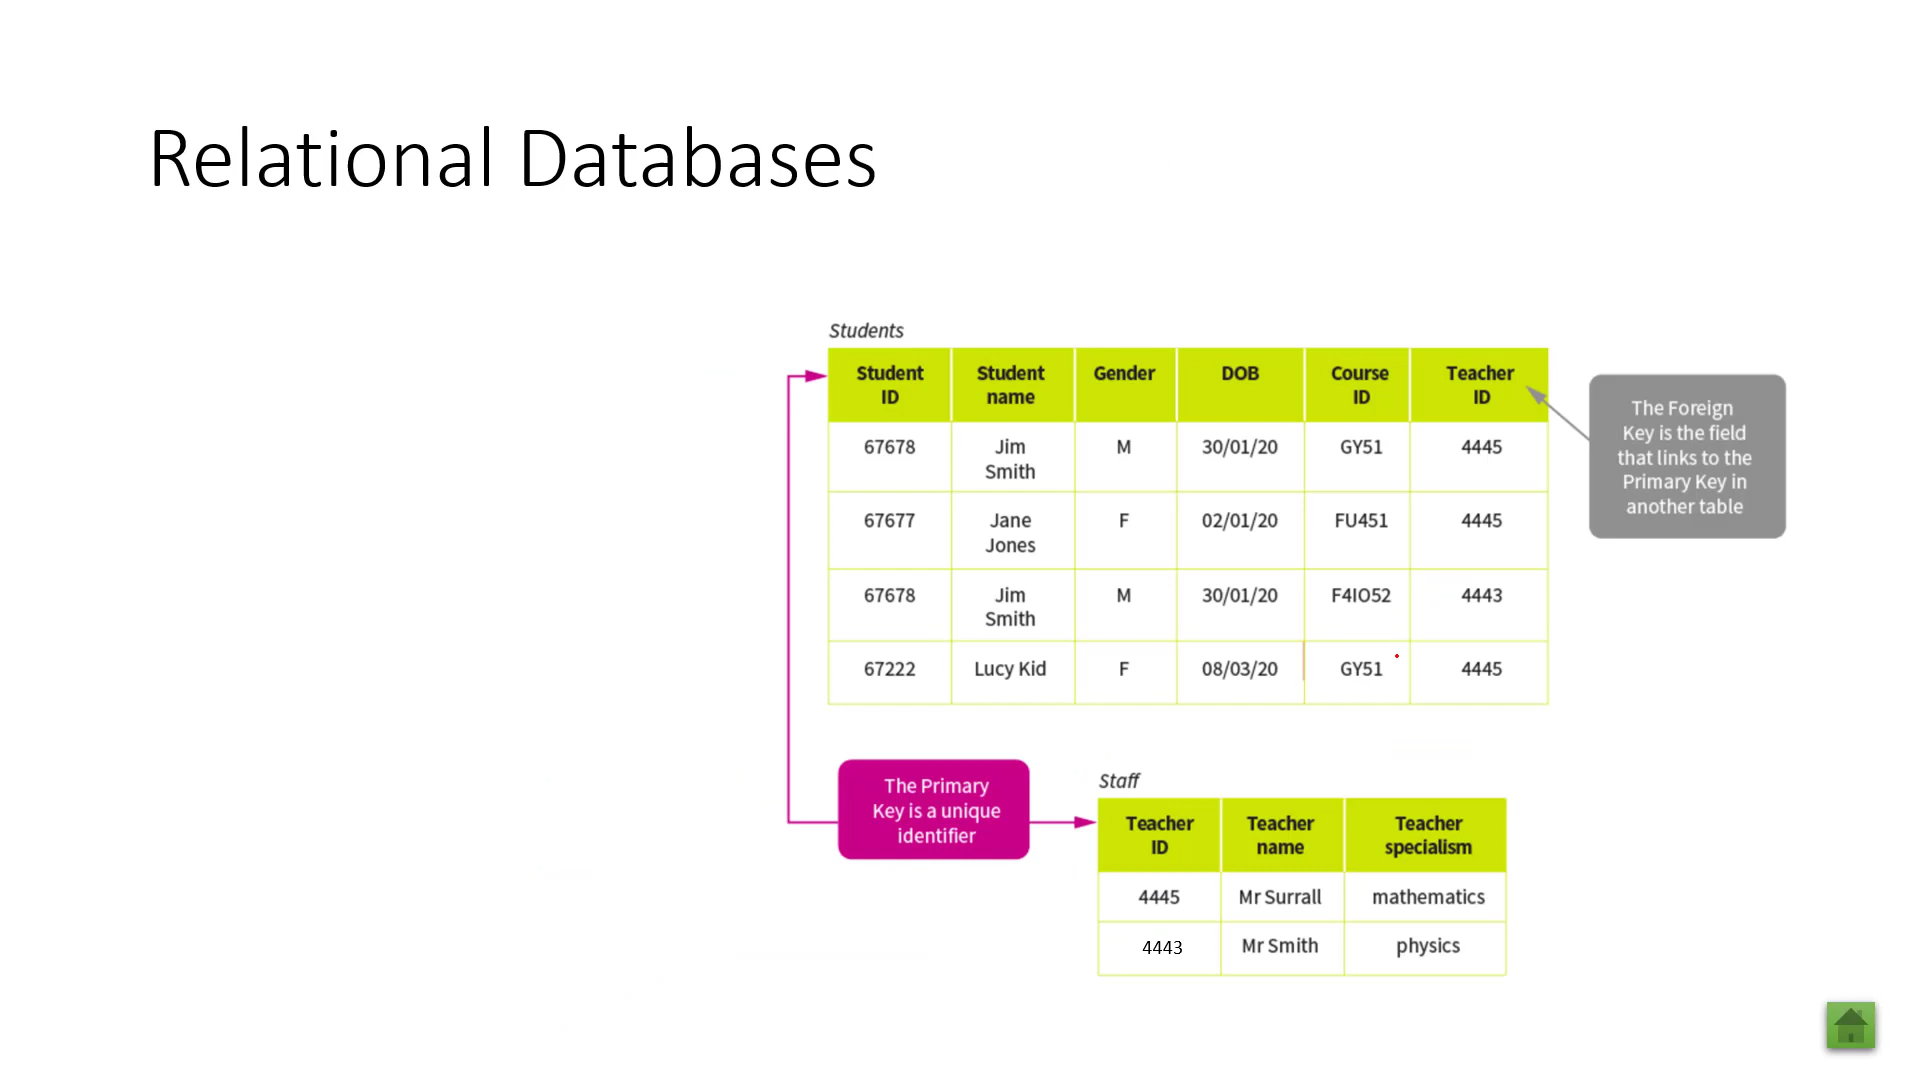 Relational Databases
Students
Student ID Student name Gender DOB Course ID Teacher ID
67678 Jim Smith M 30/01/20 GY51 4445
67677 Jane Jones F 02/01/20 FU451 4445
67678 Jim Smith M 30/01/20 F4IO52 4443
67222 Lucy Kid F 08/03/20 GY51 4445
The Foreign
Key is the field
that links to the
Primary Key in
another table
The Primary
Key is a unique
identifier
Staff
Teacher ID Teacher name Teacher specialism
4445 Mr Surrall mathematics
4443 Mr Smith physics